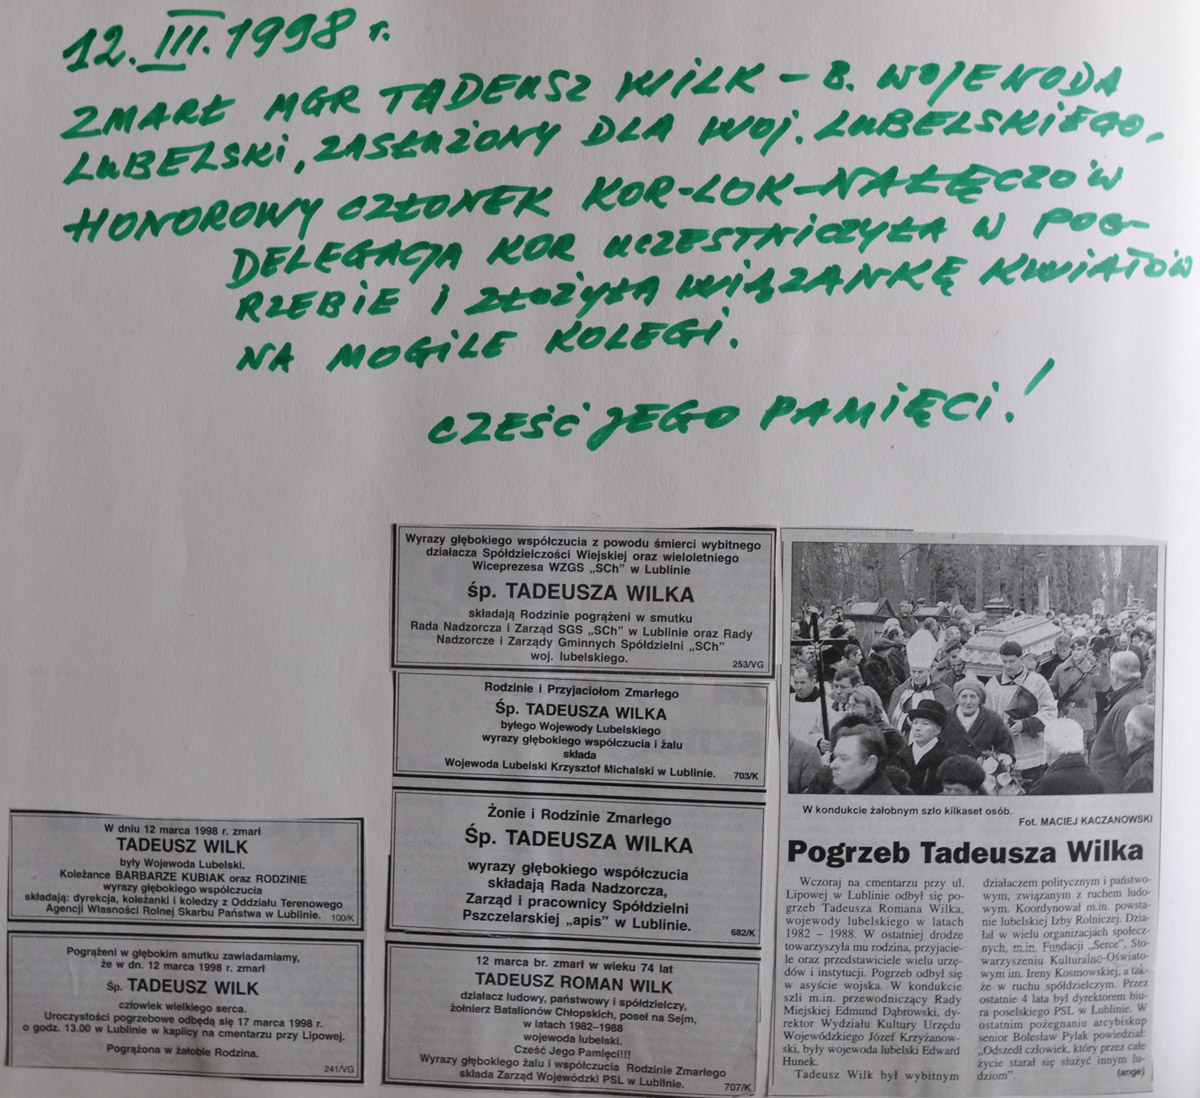 12. III. 1998 r.
ZMARŁ MGR TADEUSZ WILK – B. WOJEWODA
LUBELSKI, ZASŁUŻONY DLA WOJ. LUBELSKIEGO,
HONOROWY CZŁONEK KOR-LOK-NAŁĘCZÓW
DELEGACJA KOR UCZESTNICZYŁA W POG-
RZEBIE I ZŁOŻYŁA WIĄZANKĘ KWIATÓW
NA MOGILE KOLEGI.
CZEŚĆ JEGO PAMIĘCI!
W dniu 12 marca 1998 r. zmarł
TADEUSZ WILK
były Wojewoda Lubelski.
Koleżance BARBARZE KUBIAK oraz RODZINIE
wyrazy głębokiego współczucia
składają: dyrekcja, koleżanki i koledzy z Oddziału Terenowego
Agencji Własności Rolnej Skarbu Państwa w Lublinie.
100/K
Pogrążeni w głębokim smutku zawiadamiamy,
że w dn. 12 marca 1998 r. zmarł
Śp. TADEUSZ WILK
człowiek wielkiego serca.
Uroczystości pogrzebowe odbędą się 17 marca 1998 r.
o godz. 13.00 w Lublinie w kaplicy na cmentarzu przy Lipowej.
Pogrążona w żałobie Rodzina.
241/VG
Wyrazy głębokiego współczucia z powodu śmierci wybitnego
działacza Spółdzielczości Wiejskiej oraz wieloletniego
Wiceprezesa WZGS „SCh” w Lublinie
śp. TADEUSZA WILKA
składają Rodzinie pogrążeni w smutku
Rada Nadzorcza i Zarząd SGS „SCh” w Lublinie oraz Rady
Nadzorcze i Zarządy Gminnych Spółdzielni „SCh”
woj. lubelskiego.
253/VG
Rodzinie i Przyjaciołom Zmarłego
Śp. TADEUSZA WILKA
byłego Wojewody Lubelskiego
wyrazy głębokiego współczucia i żalu
składa
Wojewoda Lubelski Krzysztof Michalski w Lublinie.
703/K
Żonie i Rodzinie Zmarłego
Śp. TADEUSZA WILKA
wyrazy głębokiego współczucia
składają Rada Nadzorcza,
Zarząd i pracownicy Spółdzielni
Pszczelarskiej „apis” w Lublinie.
682/K
12 marca br. zmarł w wieku 74 lat
TADEUSZ ROMAN WILK
działacz ludowy, państwowy i spółdzielczy,
żołnierz Batalionów Chłopskich, poseł na Sejm,
w latach 1982–1988
wojewoda lubelski.
Cześć Jego Pamięci!!!
Wyrazy głębokiego żalu i współczucia Rodzinie Zmarłego
składa Zarząd Wojewódzki PSL w Lublinie.
707/K
W kondukcie żałobnym szło kilkaset osób.
Fot. MACIEJ KACZANOWSKI
Pogrzeb Tadeusza Wilka
Wczoraj na cmentarzu przy ul.
Lipowej w Lublinie odbył się po-
grzeb Tadeusza Romana Wilka,
wojewody lubelskiego w latach
1982 – 1988. W ostatniej drodze
towarzyszyła mu rodzina, przyjacie-
le oraz przedstawiciele wielu urzę-
dów i instytucji. Pogrzeb odbył się
w asyście wojska. W kondukcie
szli m.in. przewodniczący Rady
Miejskiej Edmund Dąbrowski, dy-
rektor Wydziału Kultury Urzędu
Wojewódzkiego Józef Krzyżanow-
ski, były wojewoda lubelski Edward
Hunek.
Tadeusz Wilk był wybitnym
działaczem politycznym i państwo-
wym, związanym z ruchem ludo-
wym. Koordynował m.in. powsta-
nie lubelskiej Izby Rolniczej. Dzia-
łał w wielu organizacjach społecz-
nych, m.in. Fundacji „Serce”, Sto-
warzyszeniu Kulturalno-Oświato-
wym im. Ireny Kosmowskiej, a tak-
że w ruchu spółdzielczym. Przez
ostatnie 4 lata był dyrektorem biu-
ra poselskiego PSL w Lublinie. W
ostatnim pożegnaniu arcybiskup
senior Bolesław Pylak powiedział:
„Odszedł człowiek, który przez całe
życie starał się służyć innym lu-
dziom”.
(ange)